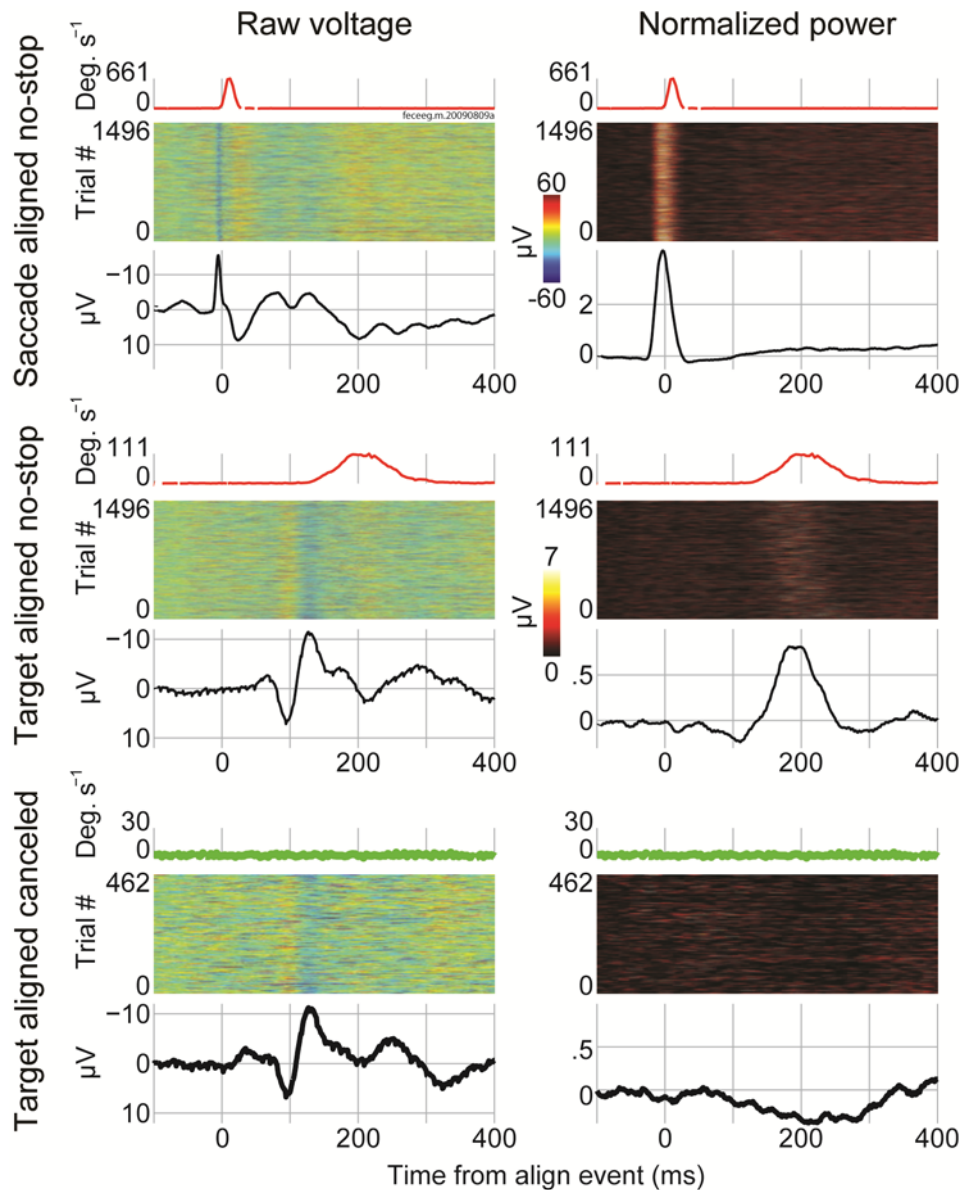 Raw voltage
Normalized power
Saccade aligned no-stop
Deg. s⁻¹
661
0
661
0
feceeg.m.20090809a
Trial #
1496
0
1496
0
μV
60
-60
μV
−10
0
10
2
0
0 200 400
0 200 400
Target aligned no-stop
Deg. s⁻¹
111
0
111
0
Trial #
1496
0
1496
0
μV
7
0
μV
−10
0
10
.5
0
0 200 400
0 200 400
Target aligned canceled
Deg. s⁻¹
30
0
30
0
Trial #
462
0
462
0
μV
−10
0
10
.5
0
0 200 400
0 200 400
Time from align event (ms)